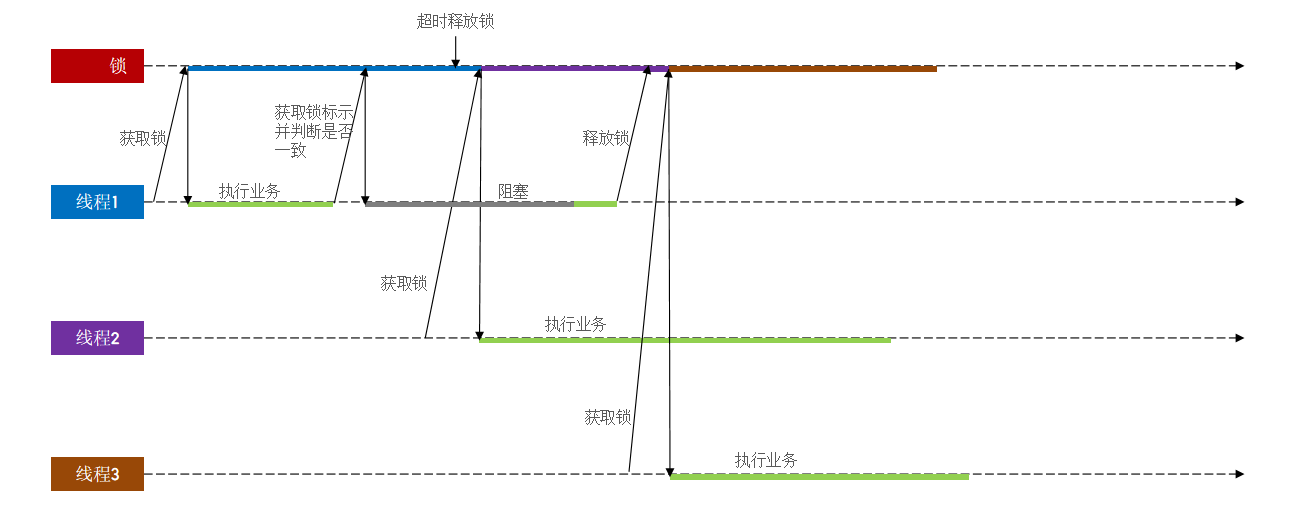 超时释放锁
锁
获取锁
获取锁标示
并判断是否
一致
释放锁
线程1
执行业务
阻塞
获取锁
线程2
执行业务
获取锁
线程3
执行业务